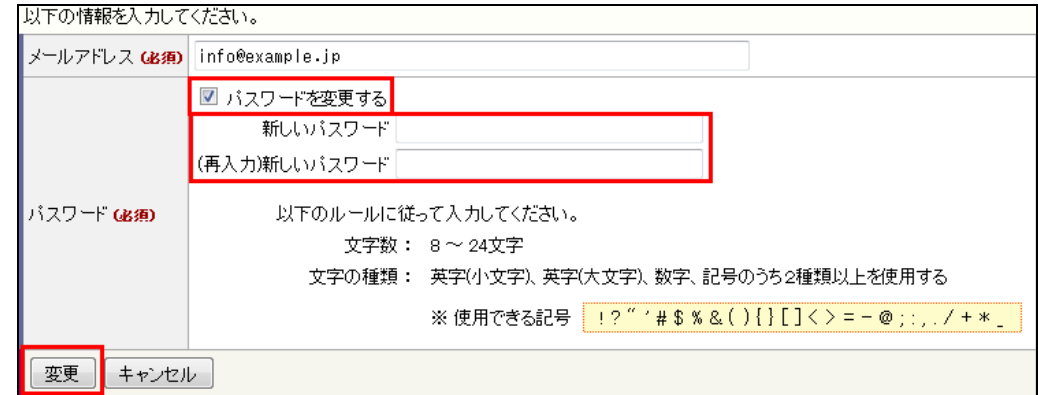 以下の情報を入力してください。
メールアドレス (必須) info@example.jp
パスワードを変更する
新しいパスワード
(再入力)新しいパスワード
パスワード (必須)
以下のルールに従って入力してください。
文字数： 8～24文字
文字の種類： 英字(小文字)、英字(大文字)、数字、記号のうち2種類以上を使用する
※使用できる記号 !?"'#$%&(){}[]<>=-@;:,./+*_
変更 キャンセル